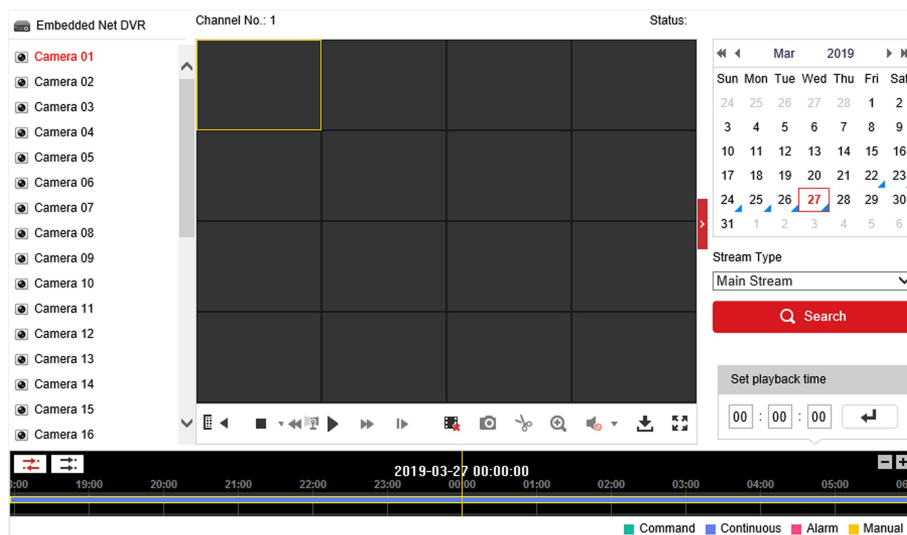 Embedded Net DVR
Channel No.: 1
Status:
Camera 01
Camera 02
Camera 03
Camera 04
Camera 05
Camera 06
Camera 07
Camera 08
Camera 09
Camera 10
Camera 11
Camera 12
Camera 13
Camera 14
Camera 15
Camera 16
Mar 2019
Sun Mon Tue Wed Thu Fri Sat
24 25 26 27 28 1 2
3 4 5 6 7 8 9
10 11 12 13 14 15 16
17 18 19 20 21 22 23
24 25 26 27 28 29 30
31 1 2 3 4 5 6
Stream Type
Main Stream
Search
Set playback time
00 : 00 : 00
2019-03-27 00:00:00
:00 19:00 20:00 21:00 22:00 23:00 00:00 01:00 02:00 03:00 04:00 05:00 06
Command Continuous Alarm Manual